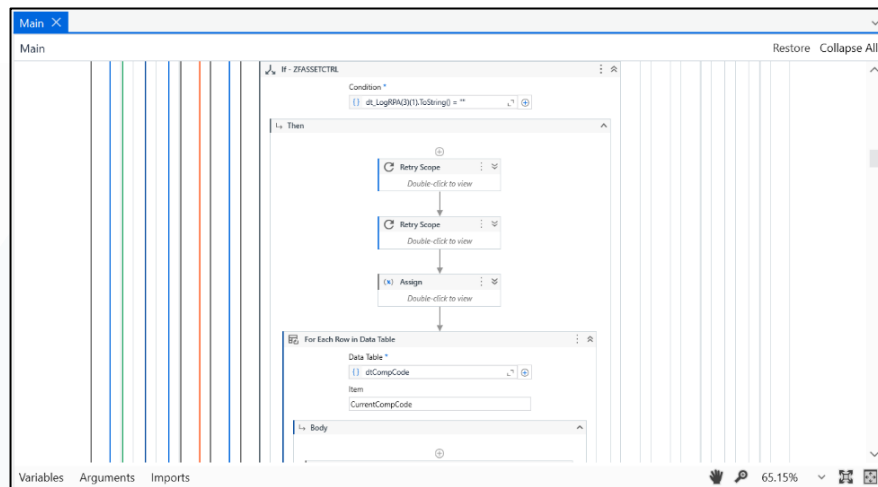 Main
Main
Restore Collapse All
If - ZFASSETCTRL
Condition *
dt_LogRPA(3)(1).ToString() = ""
Then
Retry Scope
Double-click to view
Retry Scope
Double-click to view
(x) Assign
Double-click to view
For Each Row in Data Table
Data Table *
{} dtCompCode
Item
CurrentCompCode
Body
Variables Arguments Imports 65.15%